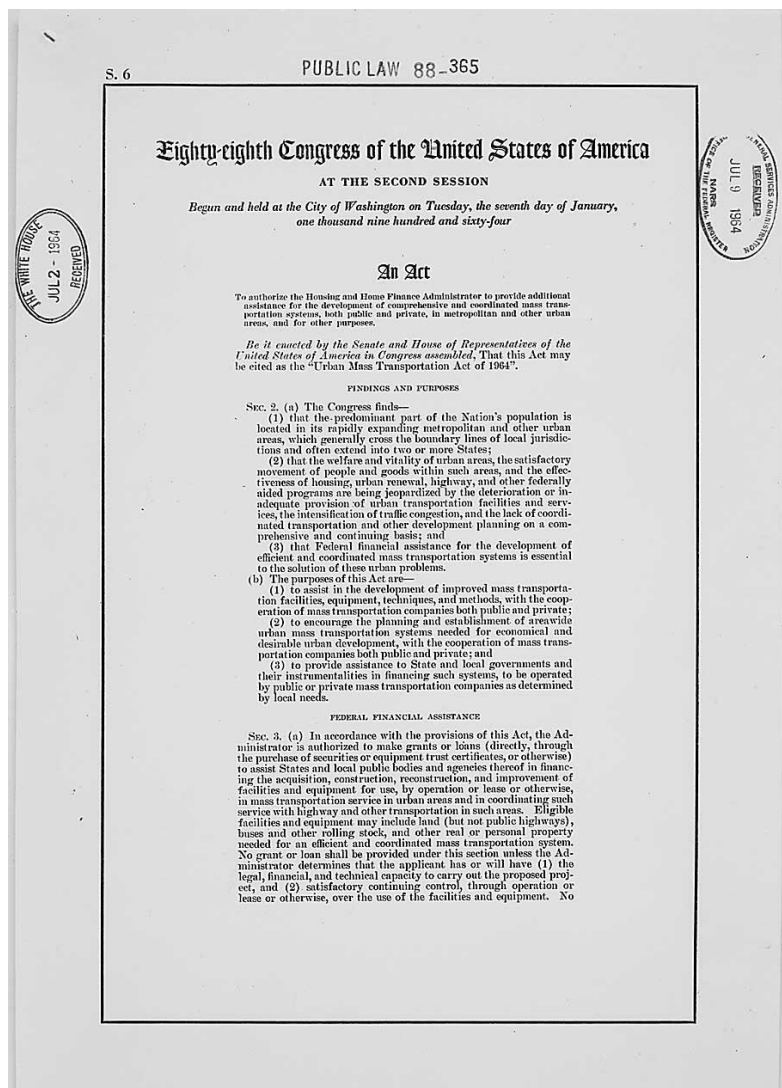 S. 6
PUBLIC LAW 88-365
Eighty-eighth Congress of the United States of America
AT THE SECOND SESSION
Begun and held at the City of Washington on Tuesday, the seventh day of January,
one thousand nine hundred and sixty-four
THE WHITE HOUSE
JUL 2 - 1964
RECEIVED
GENERAL SERVICES ADMINISTRATION
RECEIVED
JUL 9 1964
NARS
OFFICE OF THE FEDERAL REGISTER
An Act
To authorize the Housing and Home Finance Administrator to provide additional
assistance for the development of comprehensive and coordinated mass trans-
portation systems, both public and private, in metropolitan and other urban
areas, and for other purposes.
Be it enacted by the Senate and House of Representatives of the
United States of America in Congress assembled, That this Act may
be cited as the “Urban Mass Transportation Act of 1964”.
FINDINGS AND PURPOSES
SEC. 2. (a) The Congress finds—
(1) that the predominant part of the Nation's population is
located in its rapidly expanding metropolitan and other urban
areas, which generally cross the boundary lines of local jurisdic-
tions and often extend into two or more States;
(2) that the welfare and vitality of urban areas, the satisfactory
movement of people and goods within such areas, and the effec-
tiveness of housing, urban renewal, highway, and other federally
aided programs are being jeopardized by the deterioration or in-
adequate provision of urban transportation facilities and serv-
ices, the intensification of traffic congestion, and the lack of coordi-
nated transportation and other development planning on a com-
prehensive and continuing basis; and
(3) that Federal financial assistance for the development of
efficient and coordinated mass transportation systems is essential
to the solution of these urban problems.
(b) The purposes of this Act are—
(1) to assist in the development of improved mass transporta-
tion facilities, equipment, techniques, and methods, with the coop-
eration of mass transportation companies both public and private;
(2) to encourage the planning and establishment of areawide
urban mass transportation systems needed for economical and
desirable urban development, with the cooperation of mass trans-
portation companies both public and private; and
(3) to provide assistance to State and local governments and
their instrumentalities in financing such systems, to be operated
by public or private mass transportation companies as determined
by local needs.
FEDERAL FINANCIAL ASSISTANCE
SEC. 3. (a) In accordance with the provisions of this Act, the Ad-
ministrator is authorized to make grants or loans (directly, through
the purchase of securities or equipment trust certificates, or otherwise)
to assist States and local public bodies and agencies thereof in financ-
ing the acquisition, construction, reconstruction, and improvement of
facilities and equipment for use, by operation or lease or otherwise,
in mass transportation service in urban areas and in coordinating such
service with highway and other transportation in such areas. Eligible
facilities and equipment may include land (but not public highways),
buses and other rolling stock, and other real or personal property
needed for an efficient and coordinated mass transportation system.
No grant or loan shall be provided under this section unless the Ad-
ministrator determines that the applicant has or will have (1) the
legal, financial, and technical capacity to carry out the proposed proj-
ect, and (2) satisfactory continuing control, through operation or
lease or otherwise, over the use of the facilities and equipment. No